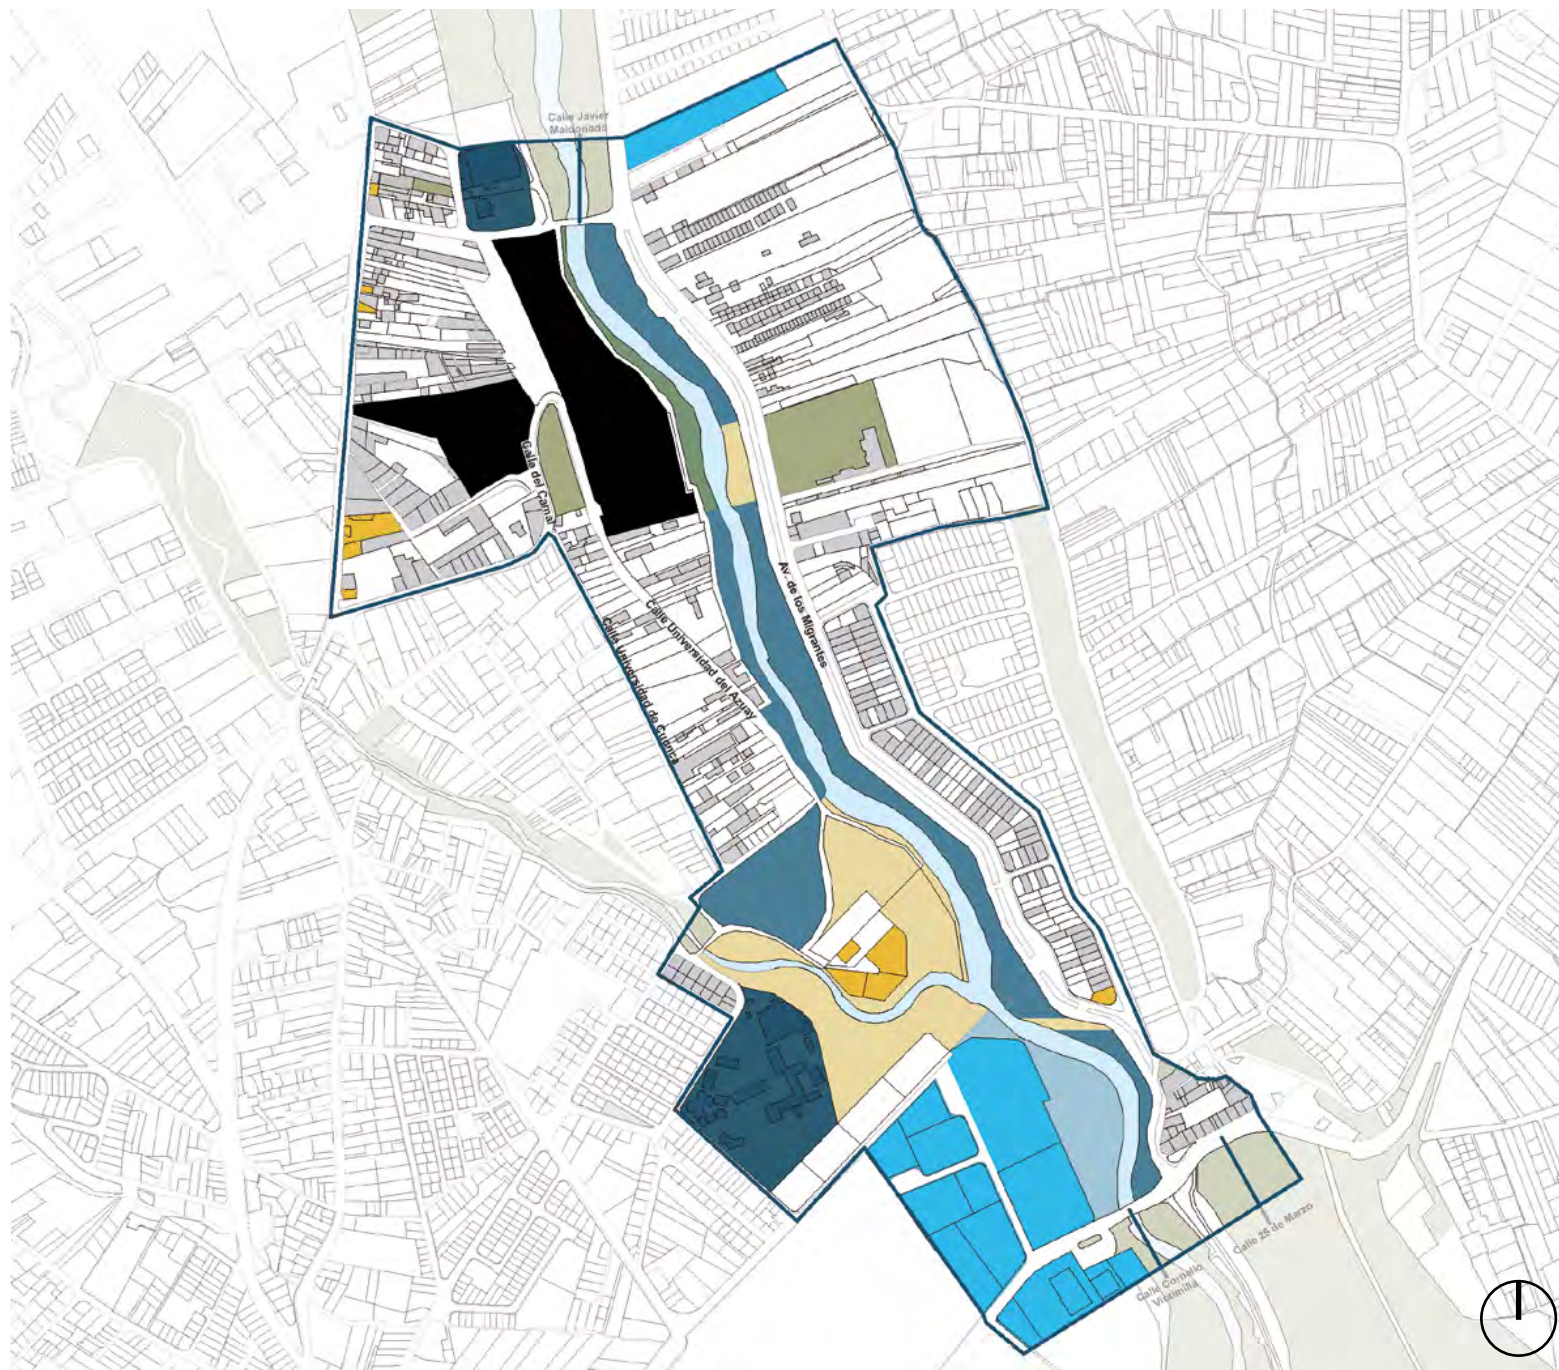 Calle Javier
Maldonado
Calle del Canal
Av. de los Migrantes
Calle Universidad del Azuay
Calle Universidad de Cuenca
Calle 25 de Marzo
Calle Cornelio
Vintimilla